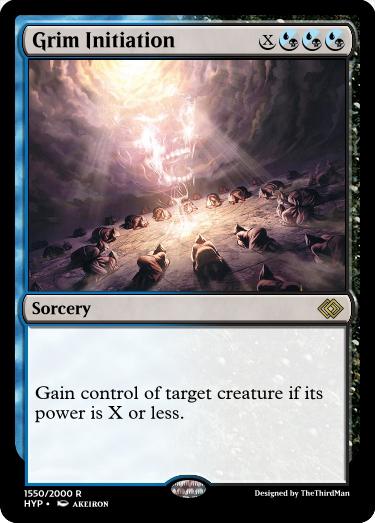 Grim Initiation X
Sorcery
Gain control of target creature if its
power is X or less.
1550/2000 R
HYP • AKEIRON
Designed by TheThirdMan